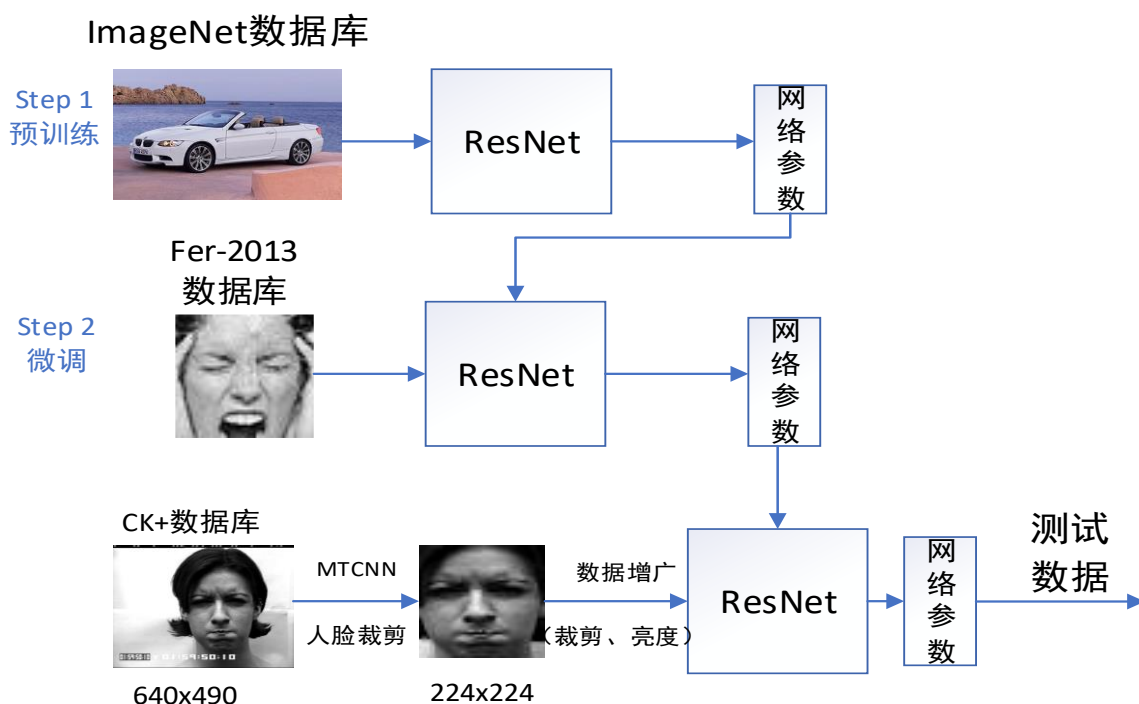 ImageNet数据库
Step 1
预训练
ResNet
网
络
参
数
Fer-2013
数据库
Step 2
微调
ResNet
网
络
参
数
CK+数据库
MTCNN
人脸裁剪
数据增广
（裁剪、亮度）
ResNet
网
络
参
数
测试
数据
640x490
224x224